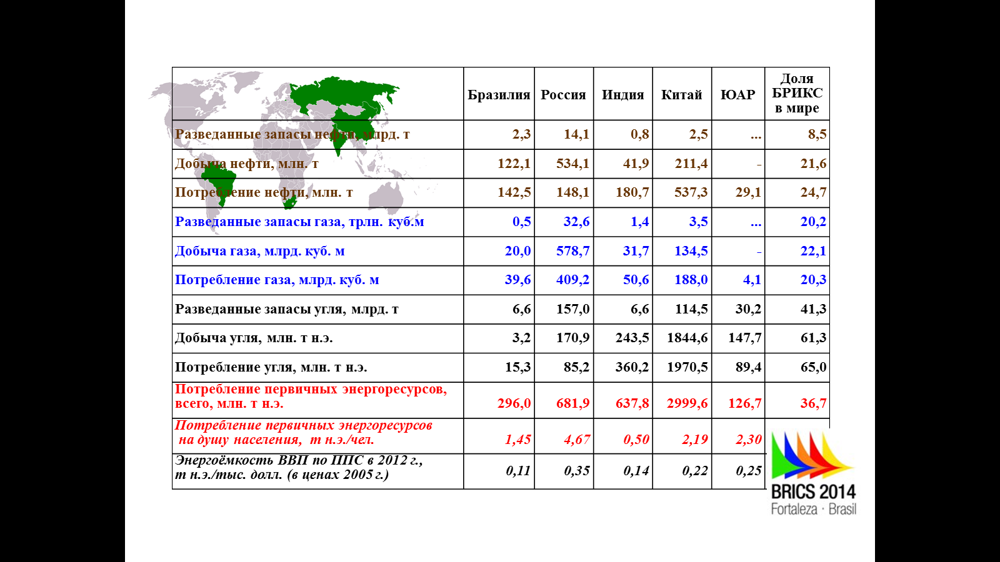 Бразилия Россия Индия Китай ЮАР Доля
БРИКС
в мире
Разведанные запасы нефти, млрд. т 2,3 14,1 0,8 2,5 ... 8,5
Добыча нефти, млн. т 122,1 534,1 41,9 211,4 - 21,6
Потребление нефти, млн. т 142,5 148,1 180,7 537,3 29,1 24,7
Разведанные запасы газа, трлн. куб.м 0,5 32,6 1,4 3,5 ... 20,2
Добыча газа, млрд. куб. м 20,0 578,7 31,7 134,5 - 22,1
Потребление газа, млрд. куб. м 39,6 409,2 50,6 188,0 4,1 20,3
Разведанные запасы угля, млрд. т 6,6 157,0 6,6 114,5 30,2 41,3
Добыча угля, млн. т н.э. 3,2 170,9 243,5 1844,6 147,7 61,3
Потребление угля, млн. т н.э. 15,3 85,2 360,2 1970,5 89,4 65,0
Потребление первичных энергоресурсов,
всего, млн. т н.э. 296,0 681,9 637,8 2999,6 126,7 36,7
Потребление первичных энергоресурсов
на душу населения, т н.э./чел. 1,45 4,67 0,50 2,19 2,30
Энергоёмкость ВВП по ППС в 2012 г.,
т н.э./тыс. долл. (в ценах 2005 г.) 0,11 0,35 0,14 0,22 0,25
BRICS 2014
Fortaleza · Brasil